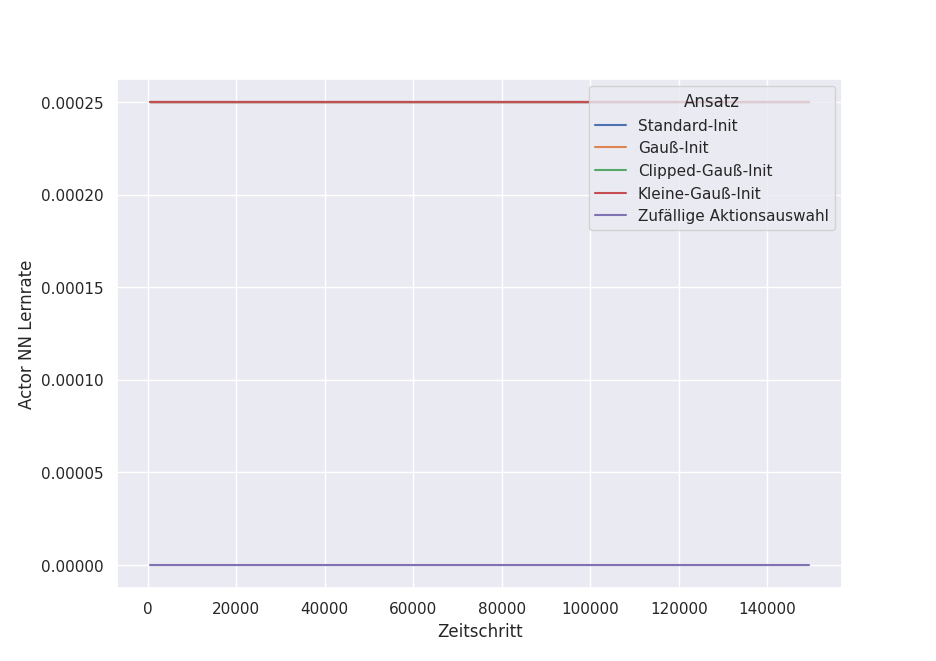 Ansatz
Standard-Init
Gauß-Init
Clipped-Gauß-Init
Kleine-Gauß-Init
Zufällige Aktionsauswahl
Actor NN Lernrate
0.00025
0.00020
0.00015
0.00010
0.00005
0.00000
0 20000 40000 60000 80000 100000 120000 140000
Zeitschritt